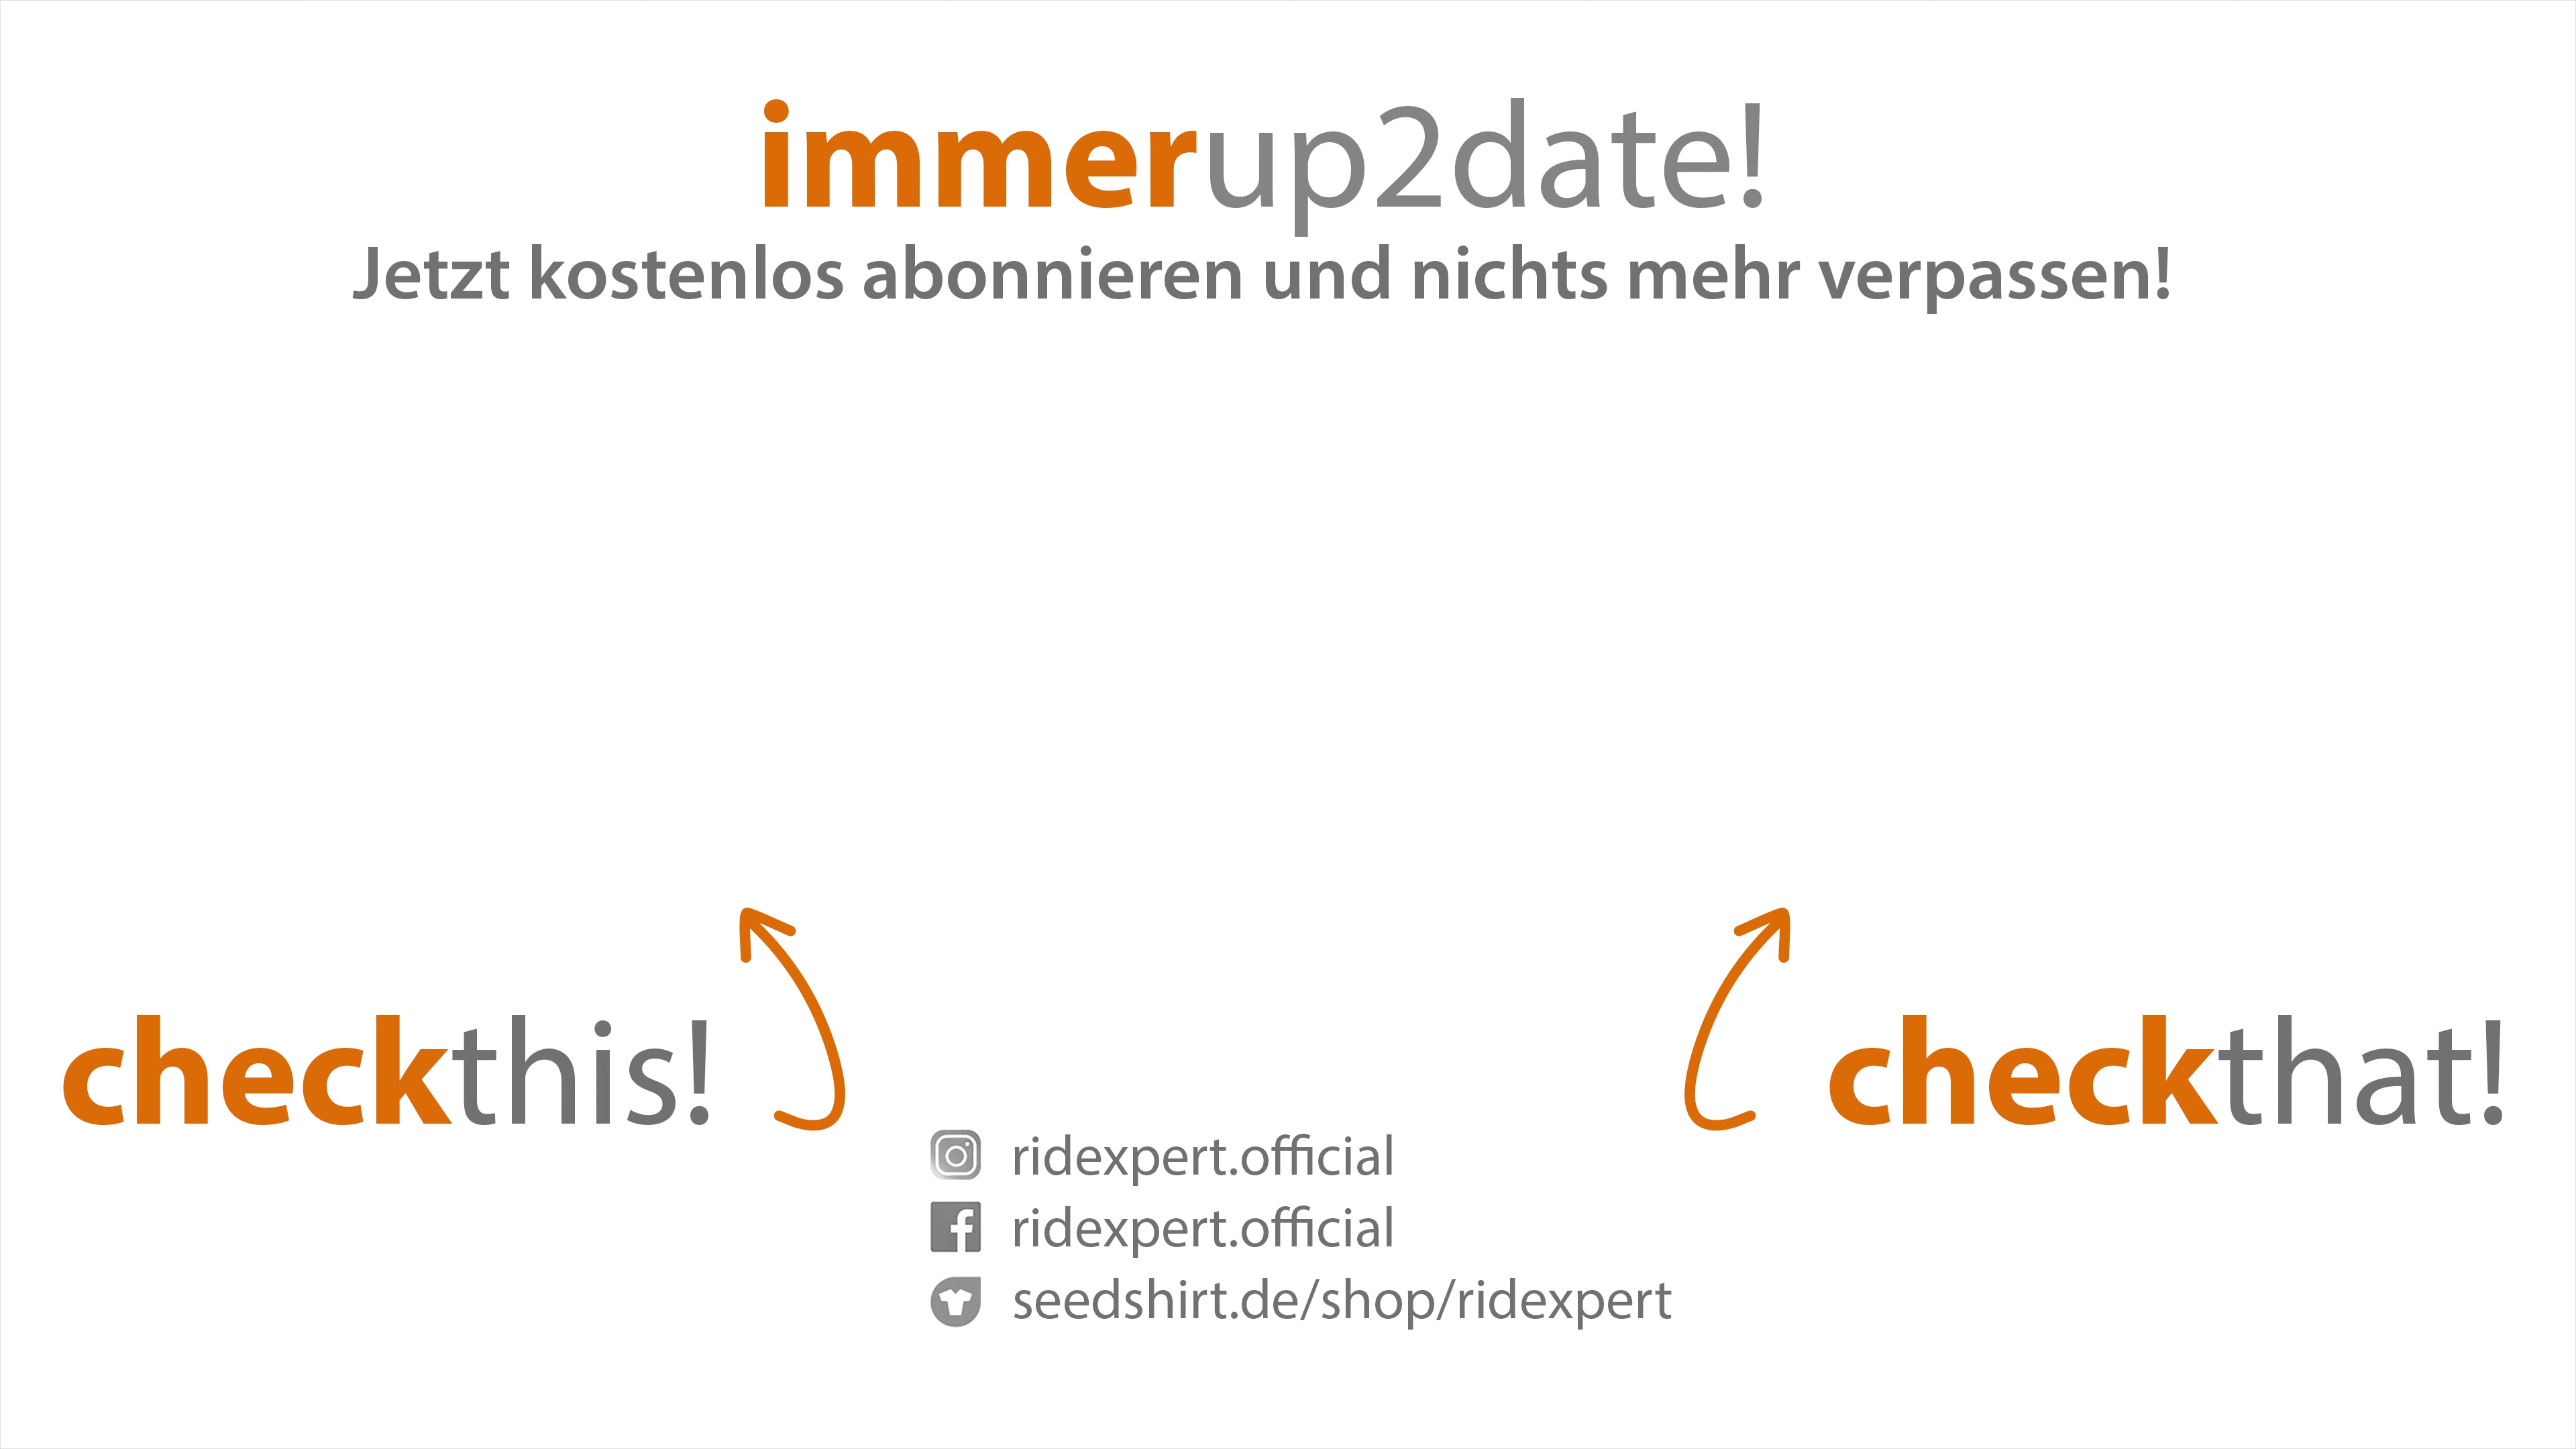 immerup2date!
Jetzt kostenlos abonnieren und nichts mehr verpassen!
checkthis!
checkthat!
ridexpert.official
ridexpert.official
seedshirt.de/shop/ridexpert